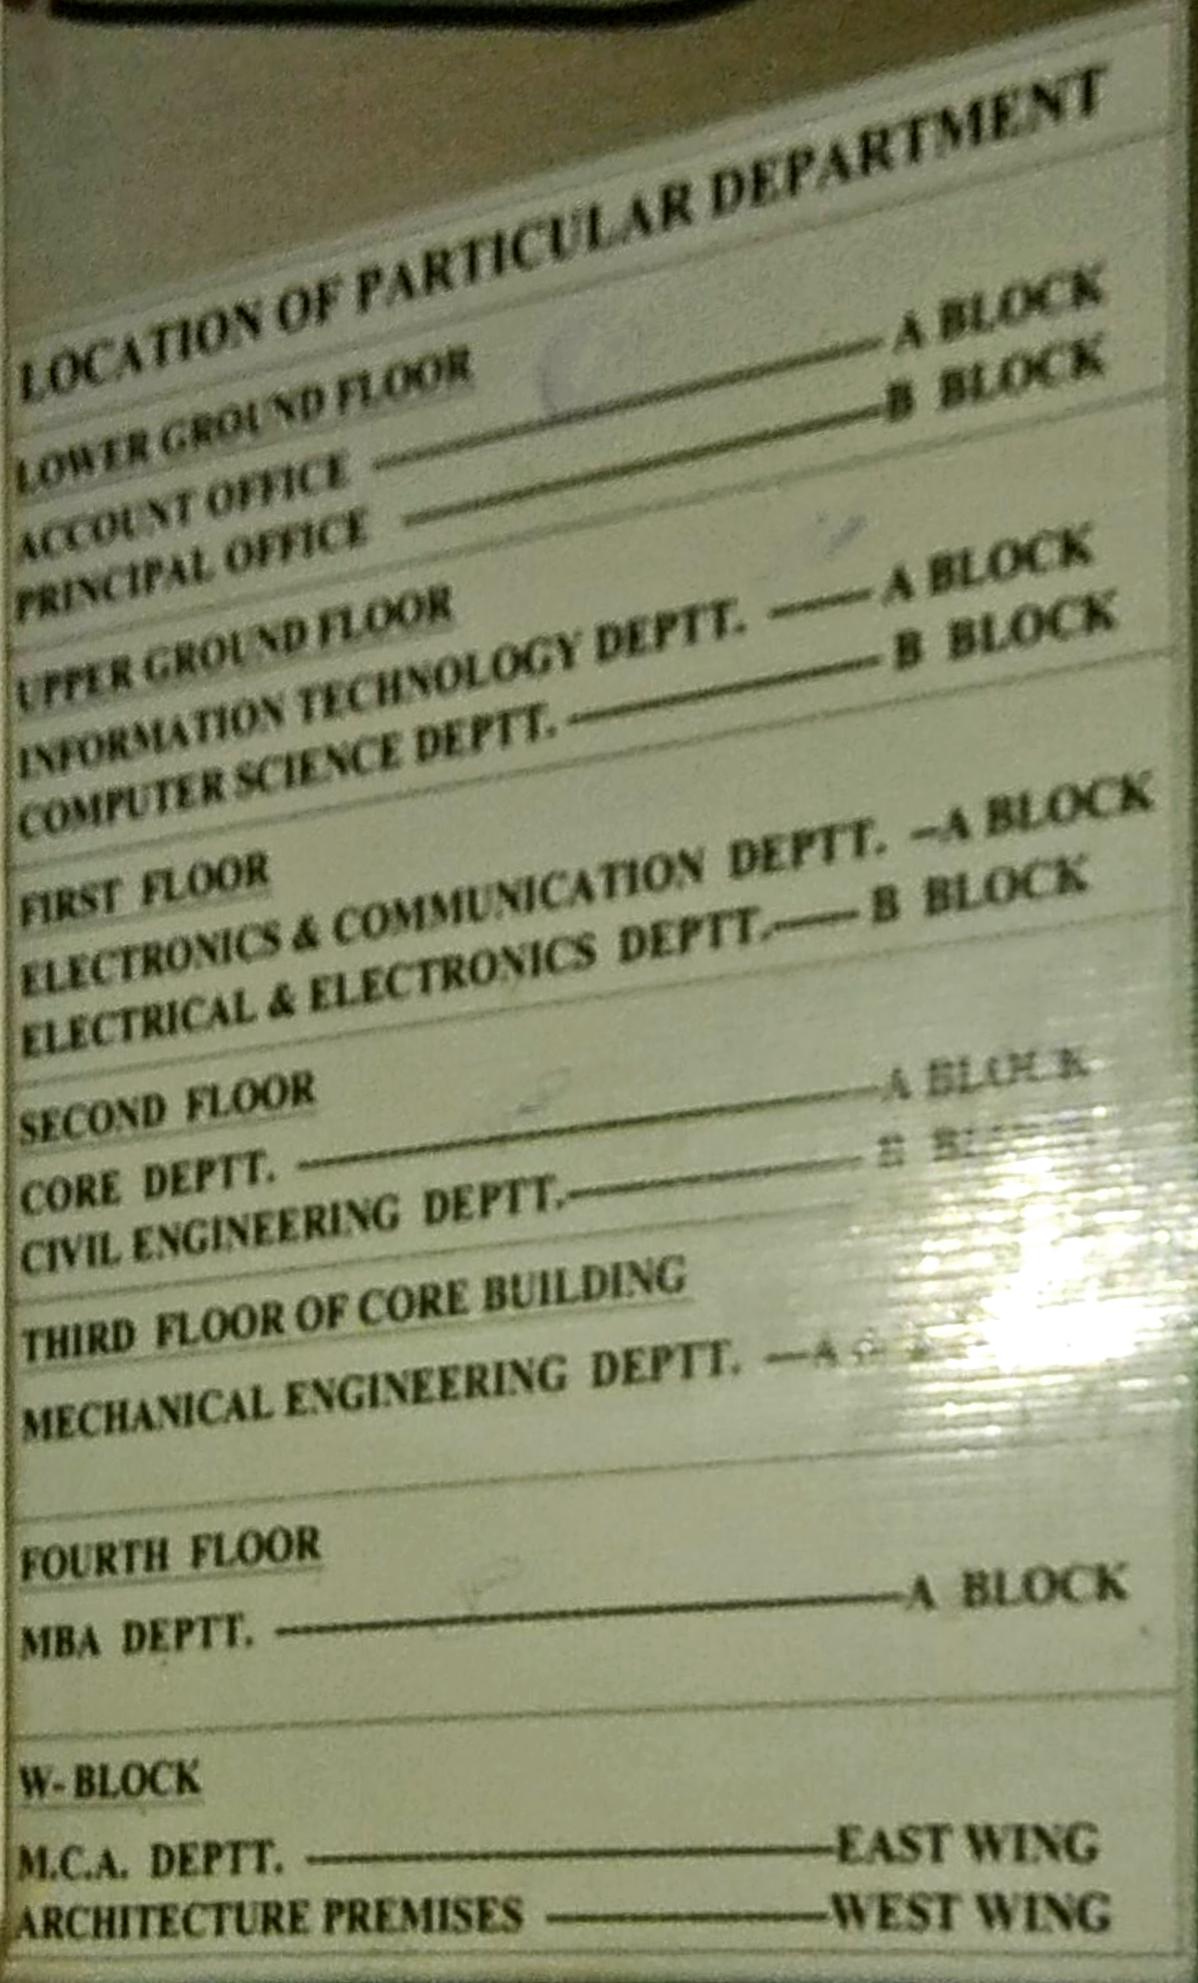 LOCATION OF PARTICULAR DEPARTMENT
LOWER GROUND FLOOR
ACCOUNT OFFICE A BLOCK
PRINCIPAL OFFICE B BLOCK
UPPER GROUND FLOOR
INFORMATION TECHNOLOGY DEPTT. A BLOCK
COMPUTER SCIENCE DEPTT. B BLOCK
FIRST FLOOR
ELECTRONICS & COMMUNICATION DEPTT. –A BLOCK
ELECTRICAL & ELECTRONICS DEPTT. B BLOCK
SECOND FLOOR
CORE DEPTT. A BLOCK
CIVIL ENGINEERING DEPTT. B
THIRD FLOOR OF CORE BUILDING
MECHANICAL ENGINEERING DEPTT. — A
FOURTH FLOOR
MBA DEPTT. A BLOCK
W-BLOCK
M.C.A. DEPTT. EAST WING
ARCHITECTURE PREMISES WEST WING